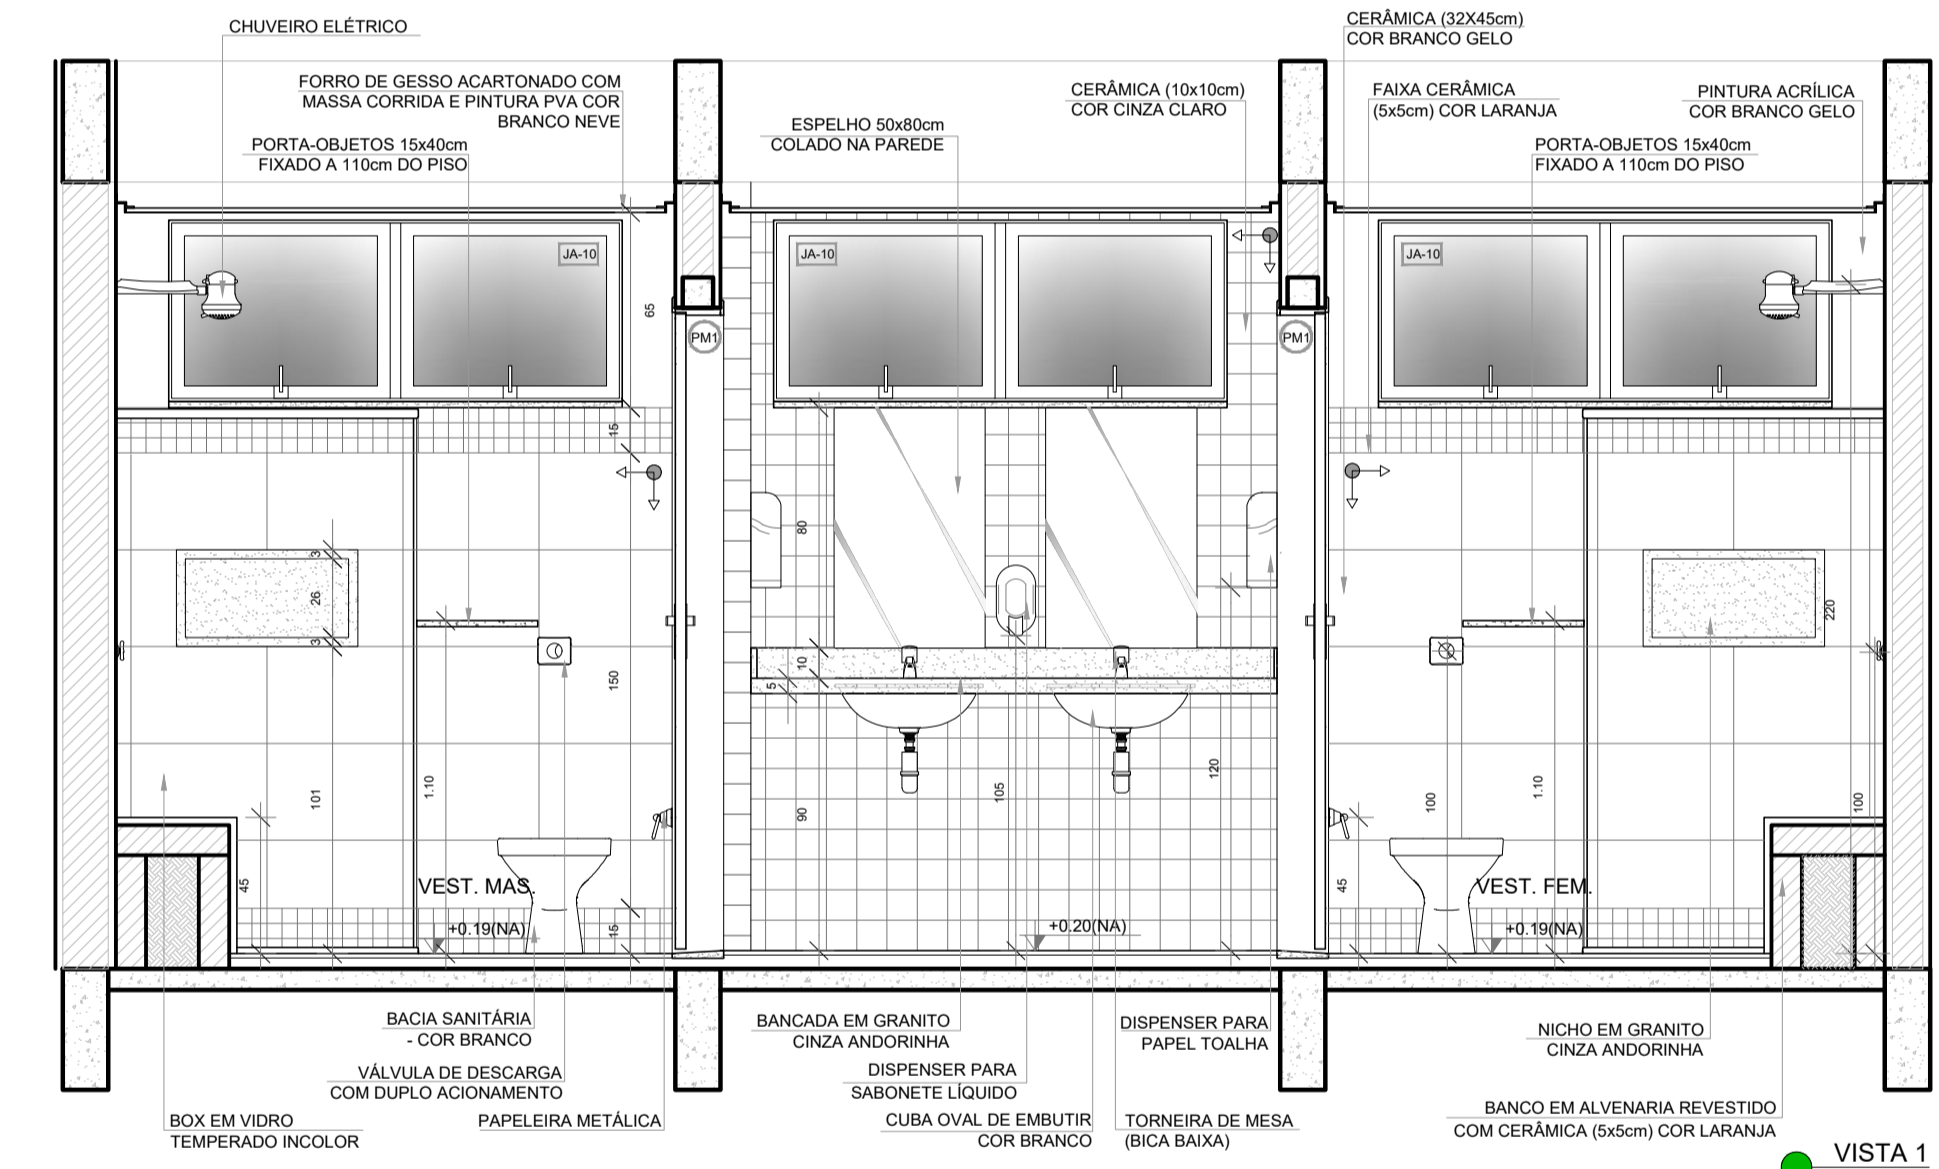 CHUVEIRO ELÉTRICO
FORRO DE GESSO ACARTONADO COM
MASSA CORRIDA E PINTURA PVA COR
BRANCO NEVE
PORTA-OBJETOS 15x40cm
FIXADO A 110cm DO PISO
ESPELHO 50x80cm
COLADO NA PAREDE
CERÂMICA (10x10cm)
COR CINZA CLARO
CERÂMICA (32X45cm)
COR BRANCO GELO
FAIXA CERÂMICA
(5x5cm) COR LARANJA
PINTURA ACRÍLICA
COR BRANCO GELO
PORTA-OBJETOS 15x40cm
FIXADO A 110cm DO PISO
JA-10
JA-10
JA-10
65
PM1
PM1
15
3
26
3
80
220
150
10
5
101
1.10
105
120
90
100
1.10
100
45
45
VEST. MAS.
VEST. FEM.
+0.19(NA)
15
+0.20(NA)
+0.19(NA)
BACIA SANITÁRIA
- COR BRANCO
VÁLVULA DE DESCARGA
COM DUPLO ACIONAMENTO
BOX EM VIDRO
TEMPERADO INCOLOR
PAPELEIRA METÁLICA
BANCADA EM GRANITO
CINZA ANDORINHA
DISPENSER PARA
SABONETE LÍQUIDO
CUBA OVAL DE EMBUTIR
COR BRANCO
DISPENSER PARA
PAPEL TOALHA
TORNEIRA DE MESA
(BICA BAIXA)
NICHO EM GRANITO
CINZA ANDORINHA
BANCO EM ALVENARIA REVESTIDO
COM CERÂMICA (5x5cm) COR LARANJA
VISTA 1